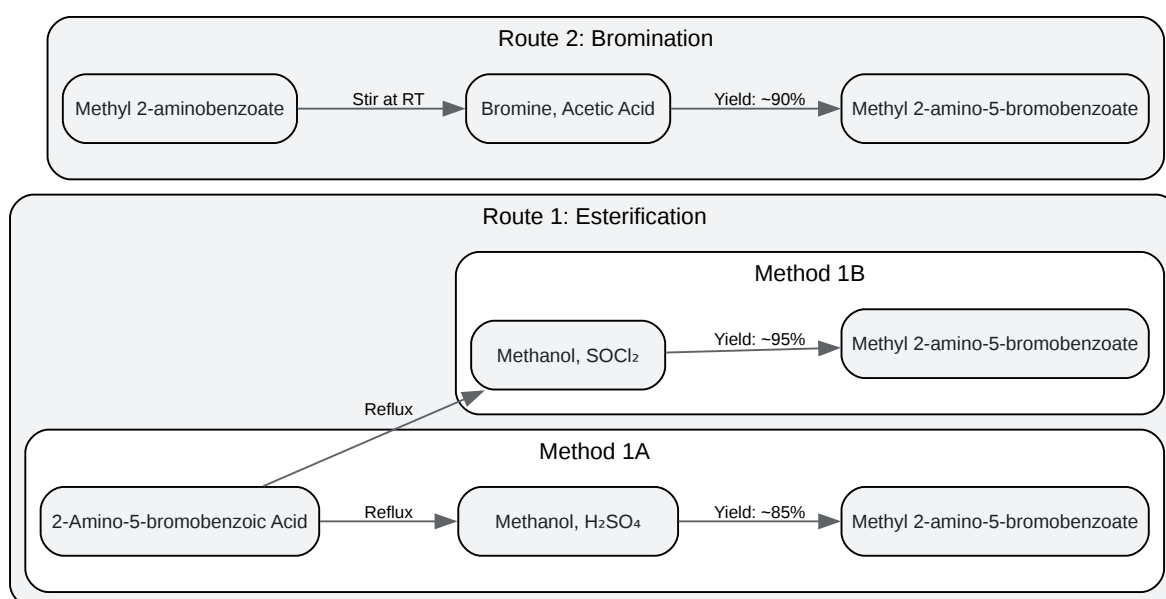 Route 2: Bromination
Methyl 2-aminobenzoate
Stir at RT
Bromine, Acetic Acid
Yield: ~90%
Methyl 2-amino-5-bromobenzoate
Route 1: Esterification
Method 1B
Methanol, SOCl₂
Yield: ~95%
Methyl 2-amino-5-bromobenzoate
Reflux
Method 1A
2-Amino-5-bromobenzoic Acid
Reflux
Methanol, H₂SO₄
Yield: ~85%
Methyl 2-amino-5-bromobenzoate